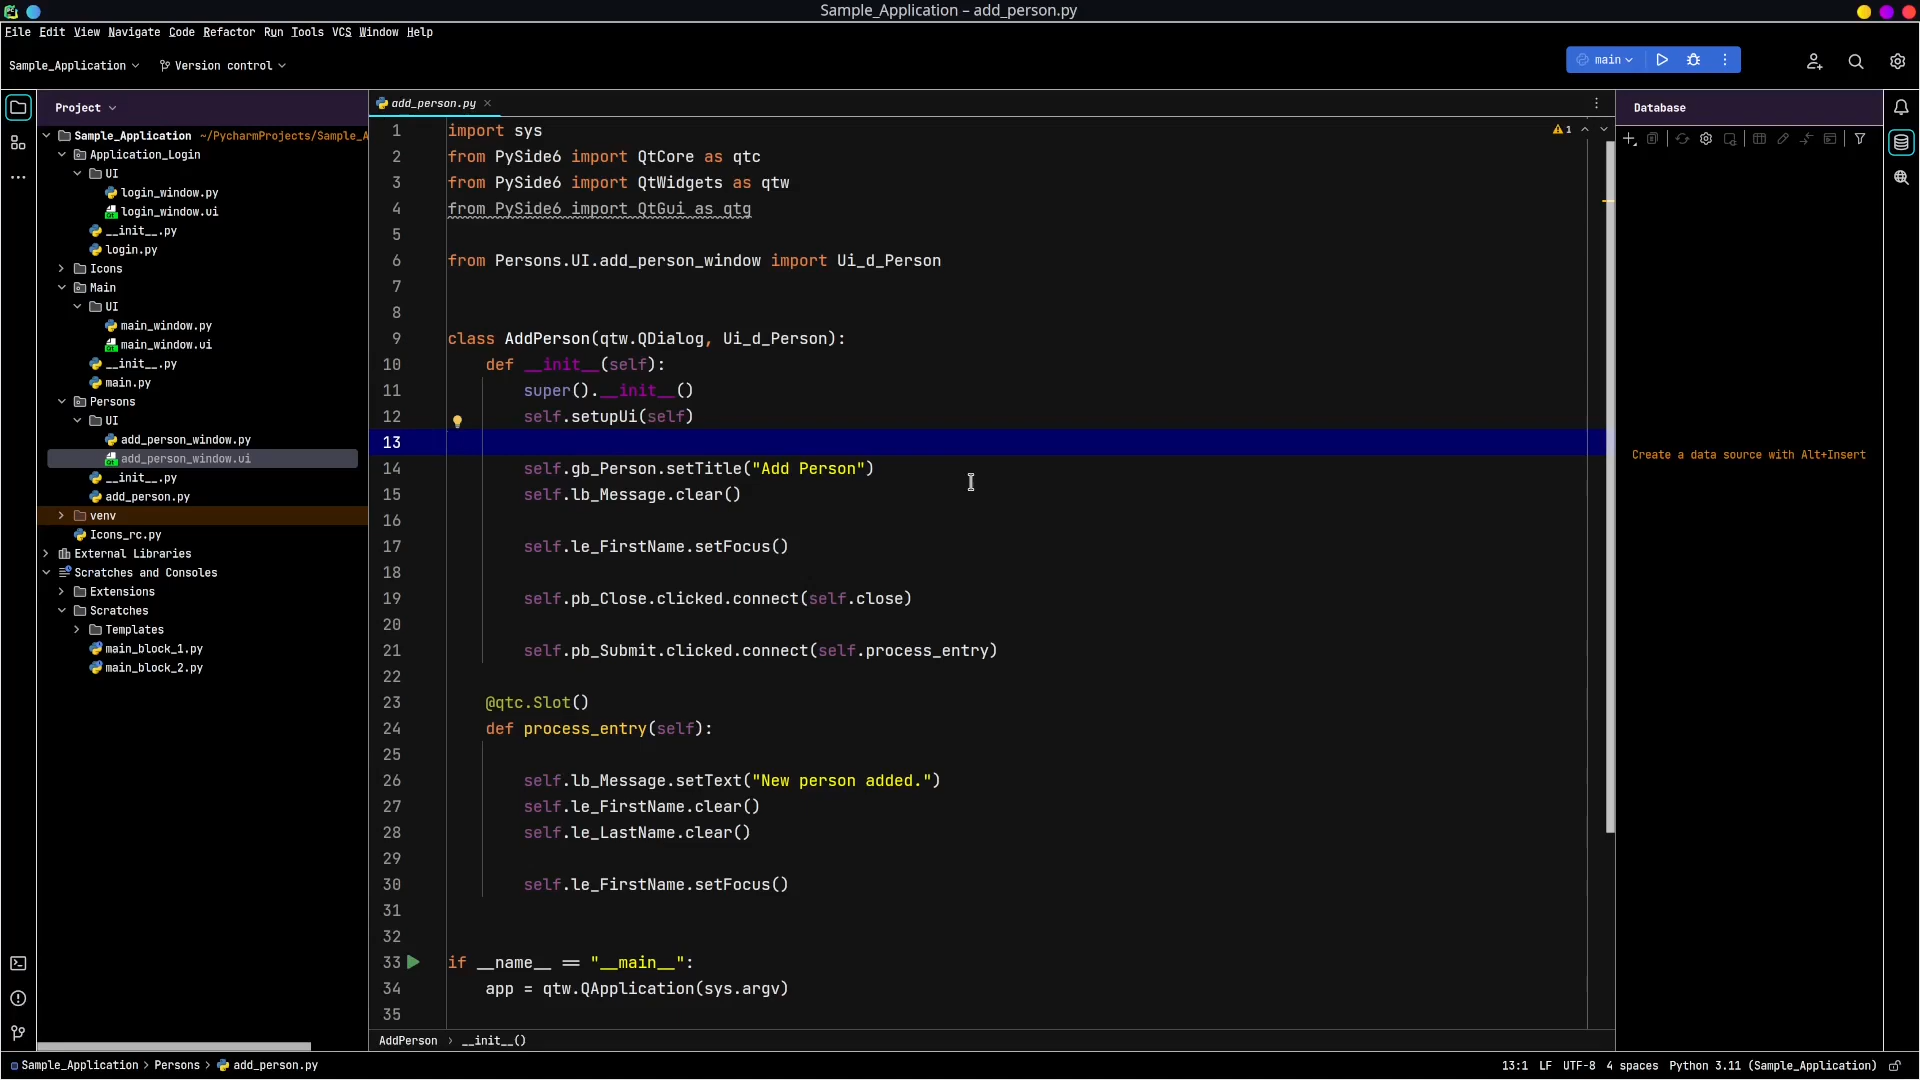 Sample_Application – add_person.py
File Edit View Navigate Code Refactor Run Tools VCS Window Help
Sample_Application Version control main
Project
Sample_Application ~/PycharmProjects/Sample_A
Application_Login
UI
login_window.py
login_window.ui
__init__.py
login.py
Icons
Main
UI
main_window.py
main_window.ui
__init__.py
main.py
Persons
UI
add_person_window.py
add_person_window.ui
__init__.py
add_person.py
venv
Icons_rc.py
External Libraries
Scratches and Consoles
Extensions
Scratches
Templates
main_block_1.py
main_block_2.py
add_person.py
1 import sys
2 from PySide6 import QtCore as qtc
3 from PySide6 import QtWidgets as qtw
4 from PySide6 import QtGui as qtg
5
6 from Persons.UI.add_person_window import Ui_d_Person
7
8
9 class AddPerson(qtw.QDialog, Ui_d_Person):
10 def __init__(self):
11 super().__init__()
12 self.setupUi(self)
13
14 self.gb_Person.setTitle("Add Person")
15 self.lb_Message.clear()
16
17 self.le_FirstName.setFocus()
18
19 self.pb_Close.clicked.connect(self.close)
20
21 self.pb_Submit.clicked.connect(self.process_entry)
22
23 @qtc.Slot()
24 def process_entry(self):
25
26 self.lb_Message.setText("New person added.")
27 self.le_FirstName.clear()
28 self.le_LastName.clear()
29
30 self.le_FirstName.setFocus()
31
32
33 if __name__ == "__main__":
34 app = qtw.QApplication(sys.argv)
35
1
AddPerson › __init__()
Database
Create a data source with Alt+Insert
Sample_Application › Persons › add_person.py
13:1 LF UTF-8 4 spaces Python 3.11 (Sample_Application)